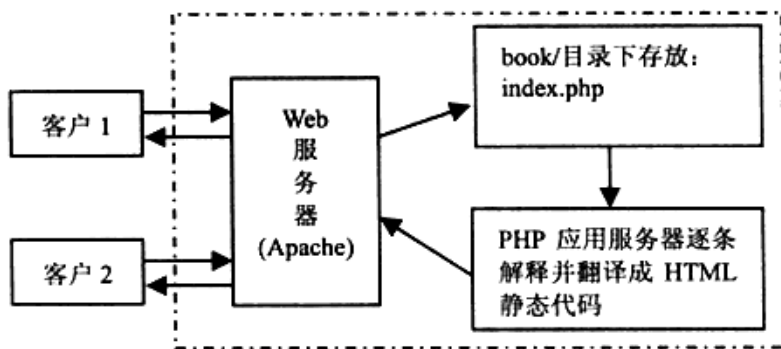 客户 1
客户 2
Web
服
务
器
(Apache)
book/目录下存放：
index.php
PHP 应用服务器逐条
解释并翻译成 HTML
静态代码